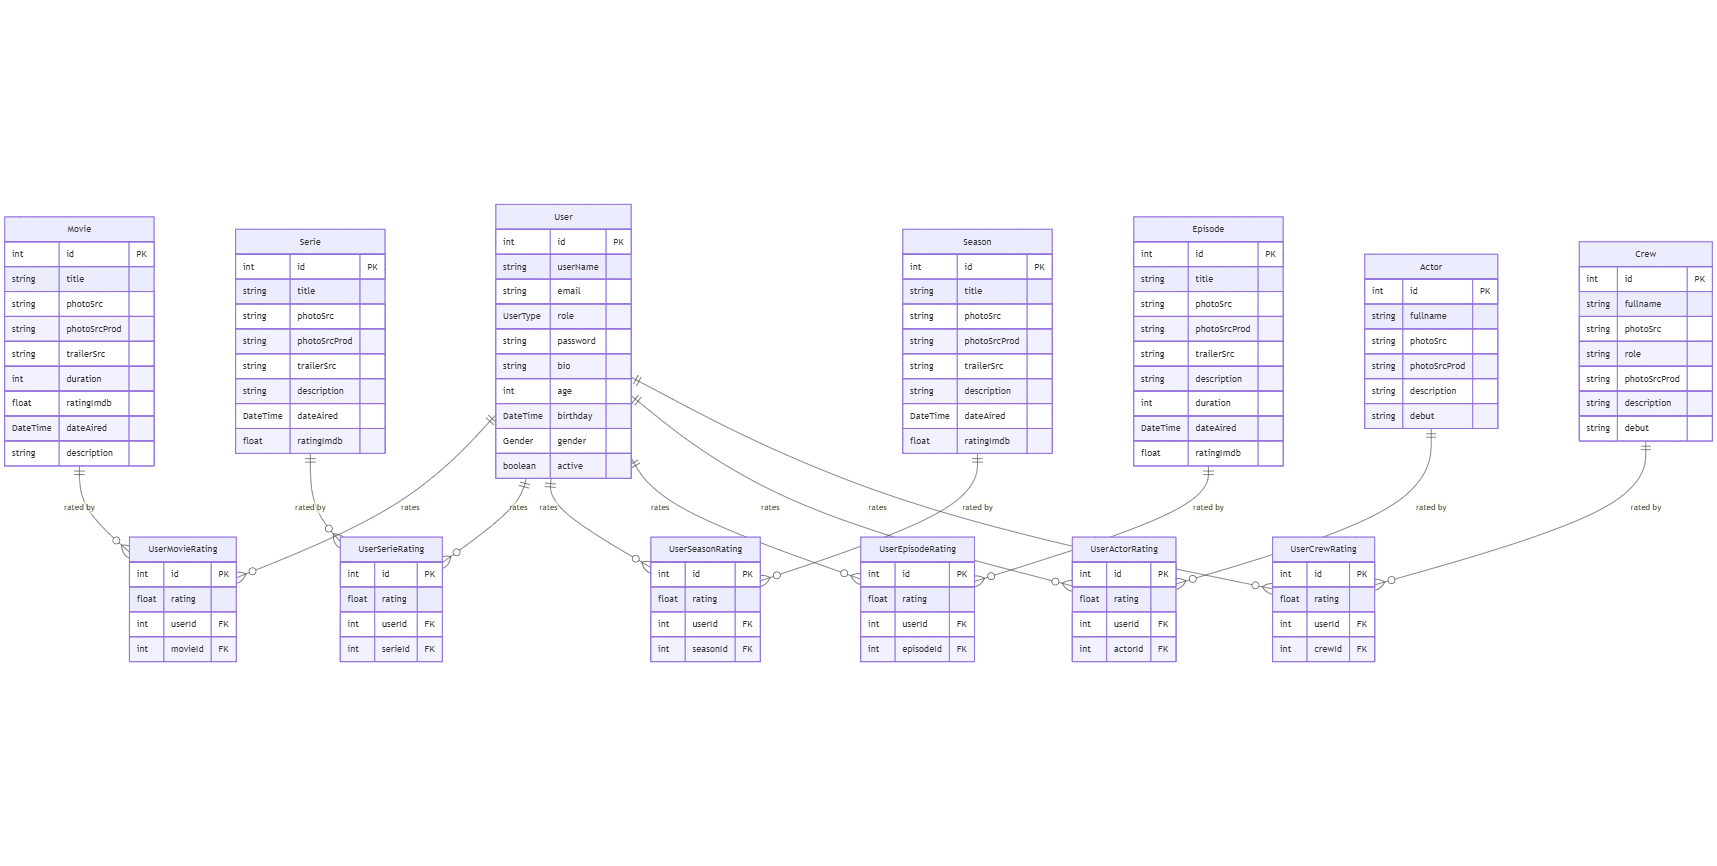 Movie
int id PK
string title
string photoSrc
string photoSrcProd
string trailerSrc
int duration
float ratingImdb
DateTime dateAired
string description
Serie
int id PK
string title
string photoSrc
string photoSrcProd
string trailerSrc
string description
DateTime dateAired
float ratingImdb
User
int id PK
string userName
string email
UserType role
string password
string bio
int age
DateTime birthday
Gender gender
boolean active
Season
int id PK
string title
string photoSrc
string photoSrcProd
string trailerSrc
string description
DateTime dateAired
float ratingImdb
Episode
int id PK
string title
string photoSrc
string photoSrcProd
string trailerSrc
string description
int duration
DateTime dateAired
float ratingImdb
Actor
int id PK
string fullname
string photoSrc
string photoSrcProd
string description
string debut
Crew
int id PK
string fullname
string photoSrc
string role
string photoSrcProd
string description
string debut
rated by
rated by
rates
rates
rates
rates
rates
rates
rated by
rated by
rated by
rated by
UserMovieRating
int id PK
float rating
int userId FK
int movieId FK
UserSerieRating
int id PK
float rating
int userId FK
int serieId FK
UserSeasonRating
int id PK
float rating
int userId FK
int seasonId FK
UserEpisodeRating
int id PK
float rating
int userId FK
int episodeId FK
UserActorRating
int id PK
float rating
int userId FK
int actorId FK
UserCrewRating
int id PK
float rating
int userId FK
int crewId FK